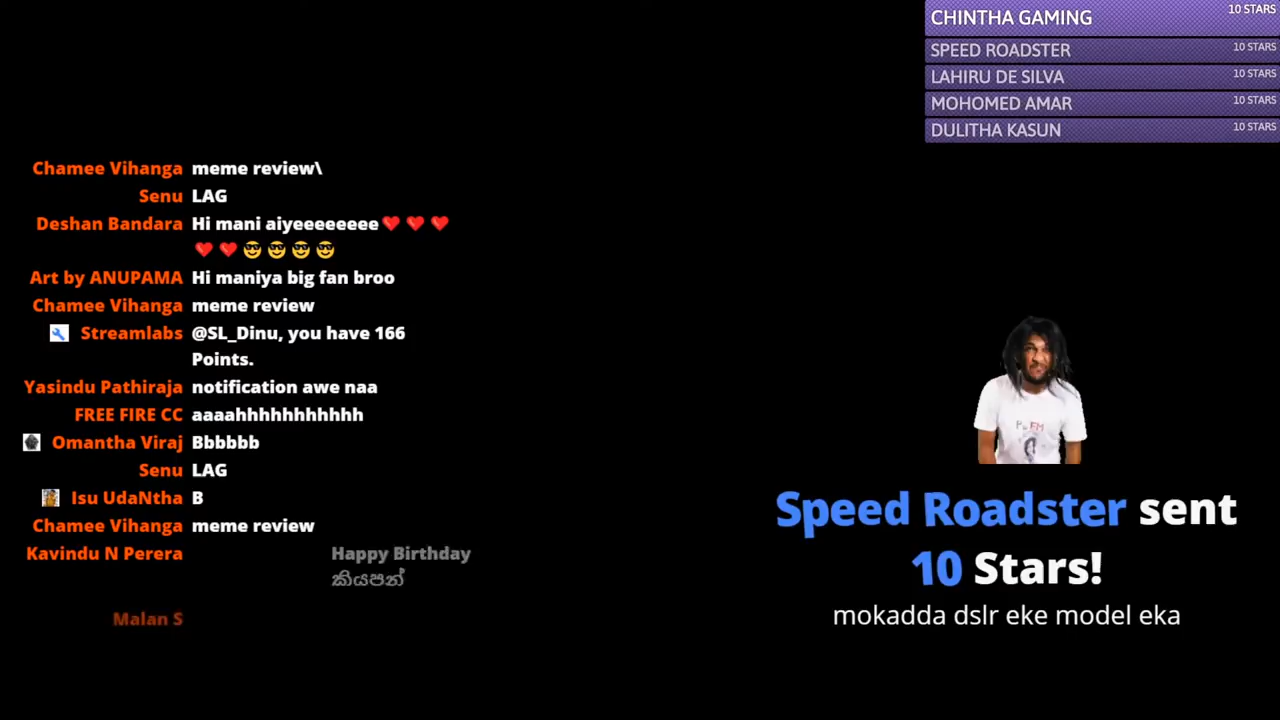 CHINTHA GAMING 10 STARS
SPEED ROADSTER 10 STARS
LAHIRU DE SILVA 10 STARS
MOHOMED AMAR 10 STARS
DULITHA KASUN 10 STARS
Chamee Vihanga meme review\
Senu LAG
Deshan Bandara Hi mani aiyeeeeeeee❤️ ❤️ ❤️
❤️ ❤️ 😎 😎 😎 😎
Art by ANUPAMA Hi maniya big fan broo
Chamee Vihanga meme review
Streamlabs @SL_Dinu, you have 166
Points.
Yasindu Pathiraja notification awe naa
FREE FIRE CC aaaahhhhhhhhhhh
Omantha Viraj Bbbbbb
Senu LAG
Isu UdaNtha B
Chamee Vihanga meme review
Kavindu N Perera Happy Birthday
කියපන්
Malan S
Speed Roadster sent
10 Stars!
mokadda dslr eke model eka